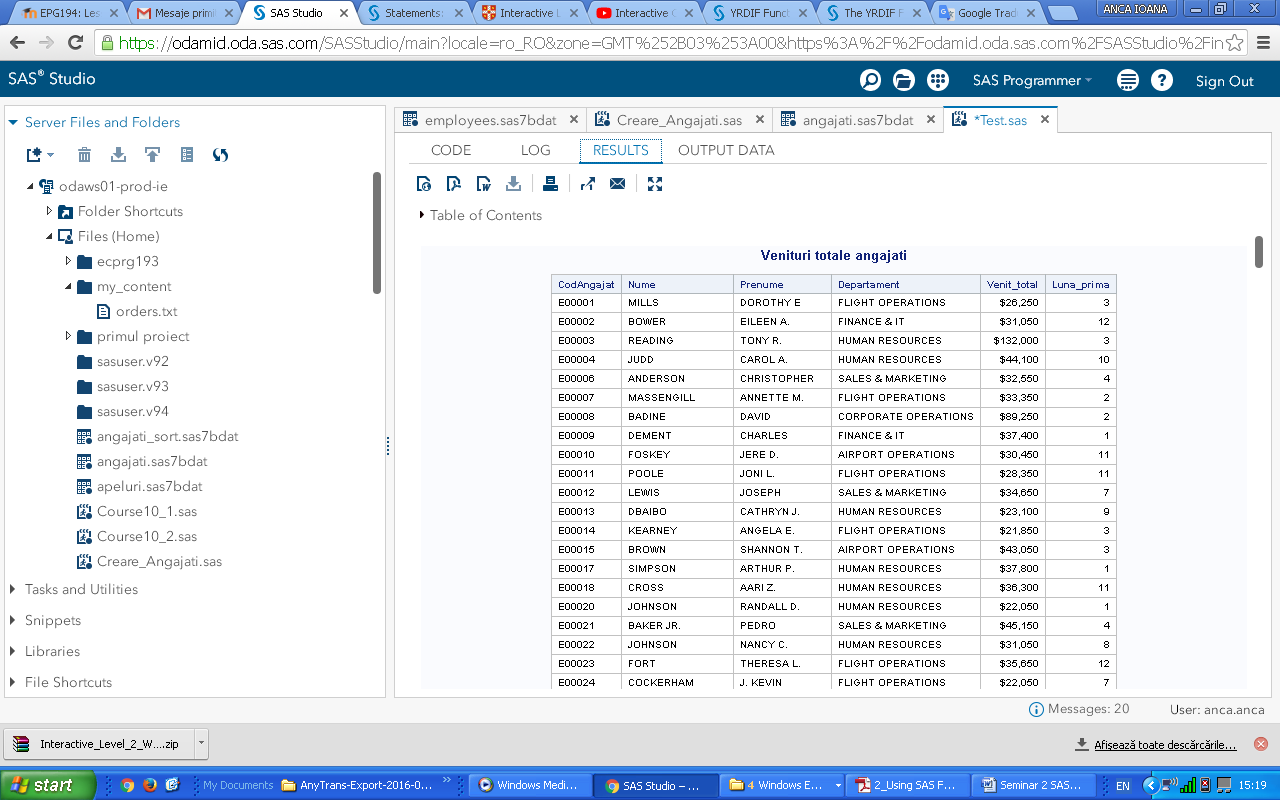 EPG194: Les
Mesaje primi
SAS Studio
Statements:
Interactive L
Interactive C
YRDIF Funct
The YRDIF F
Google Trad
ANCA IOANA
https://odamid.oda.sas.com/SASStudio/main?locale=ro_RO&zone=GMT%252B03%253A00&https%3A%2F%2Fodamid.oda.sas.com%2FSASStudio%2Fin
SAS® Studio
SAS Programmer
Sign Out
Server Files and Folders
odaws01-prod-ie
Folder Shortcuts
Files (Home)
ecprg193
my_content
orders.txt
primul proiect
sasuser.v92
sasuser.v93
sasuser.v94
angajati_sort.sas7bdat
angajati.sas7bdat
apeluri.sas7bdat
Course10_1.sas
Course10_2.sas
Creare_Angajati.sas
Tasks and Utilities
Snippets
Libraries
File Shortcuts
employees.sas7bdat
Creare_Angajati.sas
angajati.sas7bdat
*Test.sas
CODE LOG RESULTS OUTPUT DATA
Table of Contents
Venituri totale angajati
CodAngajat Nume Prenume Departament Venit_total Luna_prima
E00001 MILLS DOROTHY E FLIGHT OPERATIONS $26,250 3
E00002 BOWER EILEEN A. FINANCE & IT $31,050 12
E00003 READING TONY R. HUMAN RESOURCES $132,000 3
E00004 JUDD CAROL A. HUMAN RESOURCES $44,100 10
E00006 ANDERSON CHRISTOPHER SALES & MARKETING $32,550 4
E00007 MASSENGILL ANNETTE M. FLIGHT OPERATIONS $33,350 2
E00008 BADINE DAVID CORPORATE OPERATIONS $89,250 2
E00009 DEMENT CHARLES FINANCE & IT $37,400 1
E00010 FOSKEY JERE D. AIRPORT OPERATIONS $30,450 11
E00011 POOLE JONI L. FLIGHT OPERATIONS $28,350 11
E00012 LEWIS JOSEPH SALES & MARKETING $34,650 7
E00013 DBAIBO CATHRYN J. HUMAN RESOURCES $23,100 9
E00014 KEARNEY ANGELA E. FLIGHT OPERATIONS $21,850 3
E00015 BROWN SHANNON T. AIRPORT OPERATIONS $43,050 3
E00017 SIMPSON ARTHUR P. HUMAN RESOURCES $37,800 1
E00018 CROSS AARI Z. HUMAN RESOURCES $36,300 11
E00020 JOHNSON RANDALL D. HUMAN RESOURCES $22,050 1
E00021 BAKER JR. PEDRO SALES & MARKETING $45,150 4
E00022 JOHNSON NANCY C. HUMAN RESOURCES $31,050 8
E00023 FORT THERESA L. FLIGHT OPERATIONS $35,650 12
E00024 COCKERHAM J. KEVIN FLIGHT OPERATIONS $22,050 7
Messages: 20
User: anca.anca
Interactive_Level_2_W....zip
Afişează toate descărcările...
start
My Documents
AnyTrans-Export-2016-0...
Windows Medi...
SAS Studio – ...
4 Windows E...
2_Using SAS F...
Seminar 2 SAS...
EN
15:19